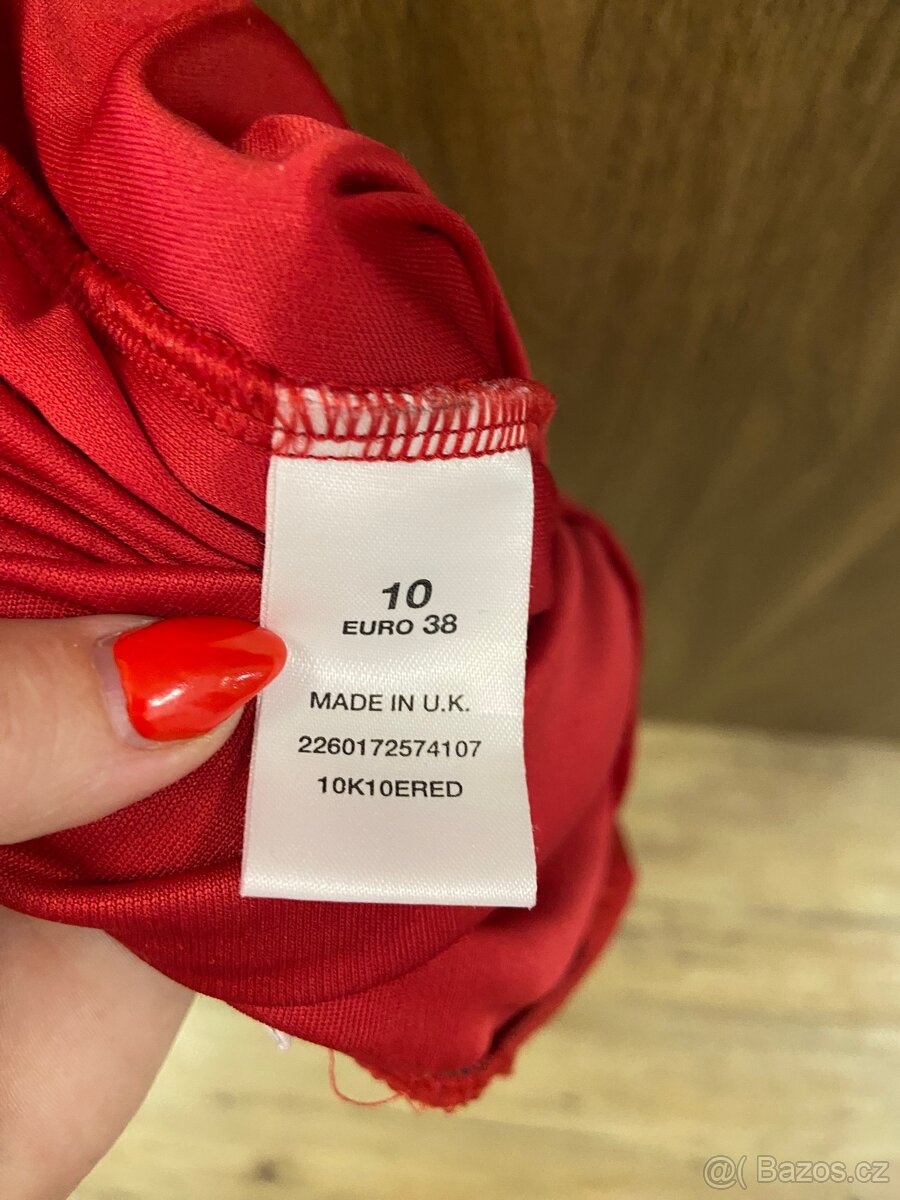 10
EURO 38
MADE IN U.K.
2260172574107
10K10ERED
@( Bazos.cz